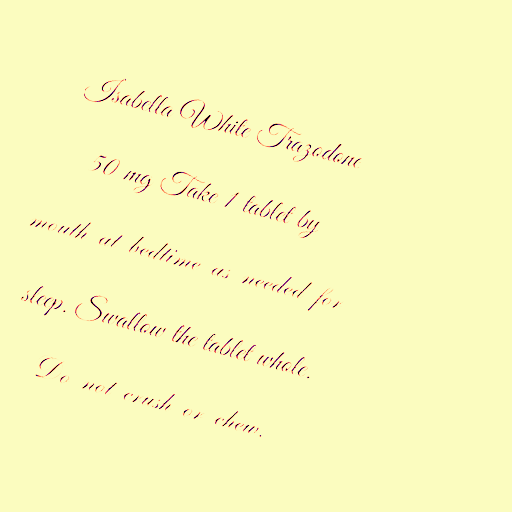 Isabella White Trazodone
50 mg Take 1 tablet by
mouth at bedtime as needed for
sleep. Swallow the tablet whole.
Do not crush or chew.